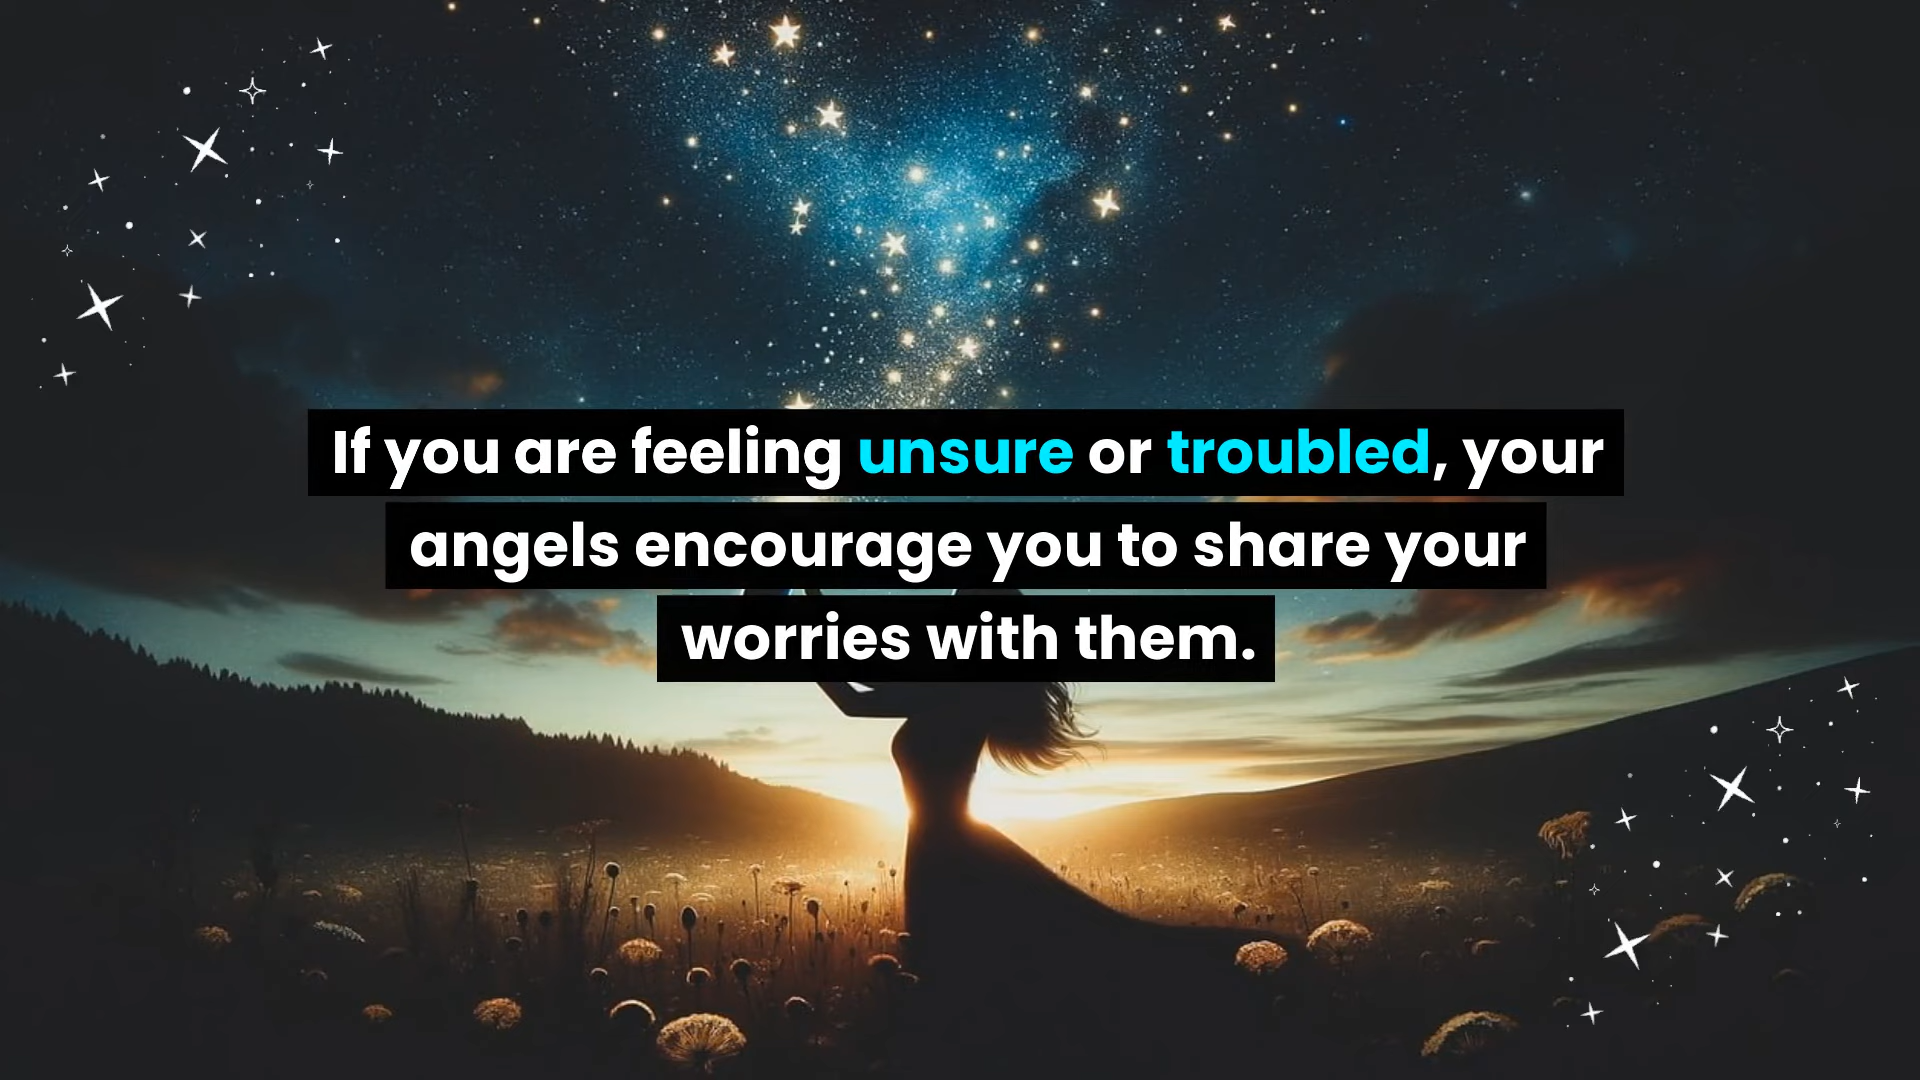 If you are feeling unsure or troubled, your
angels encourage you to share your
worries with them.